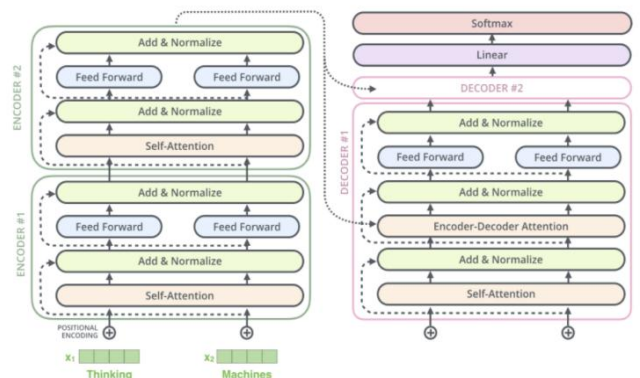 ENCODER #2
Add & Normalize
Feed Forward Feed Forward
Add & Normalize
Self-Attention
ENCODER #1
Add & Normalize
Feed Forward Feed Forward
Add & Normalize
Self-Attention
POSITIONAL
ENCODING
x₁ x₂
Thinking Machines
Softmax
Linear
DECODER #2
DECODER #1
Add & Normalize
Feed Forward Feed Forward
Add & Normalize
Encoder-Decoder Attention
Add & Normalize
Self-Attention